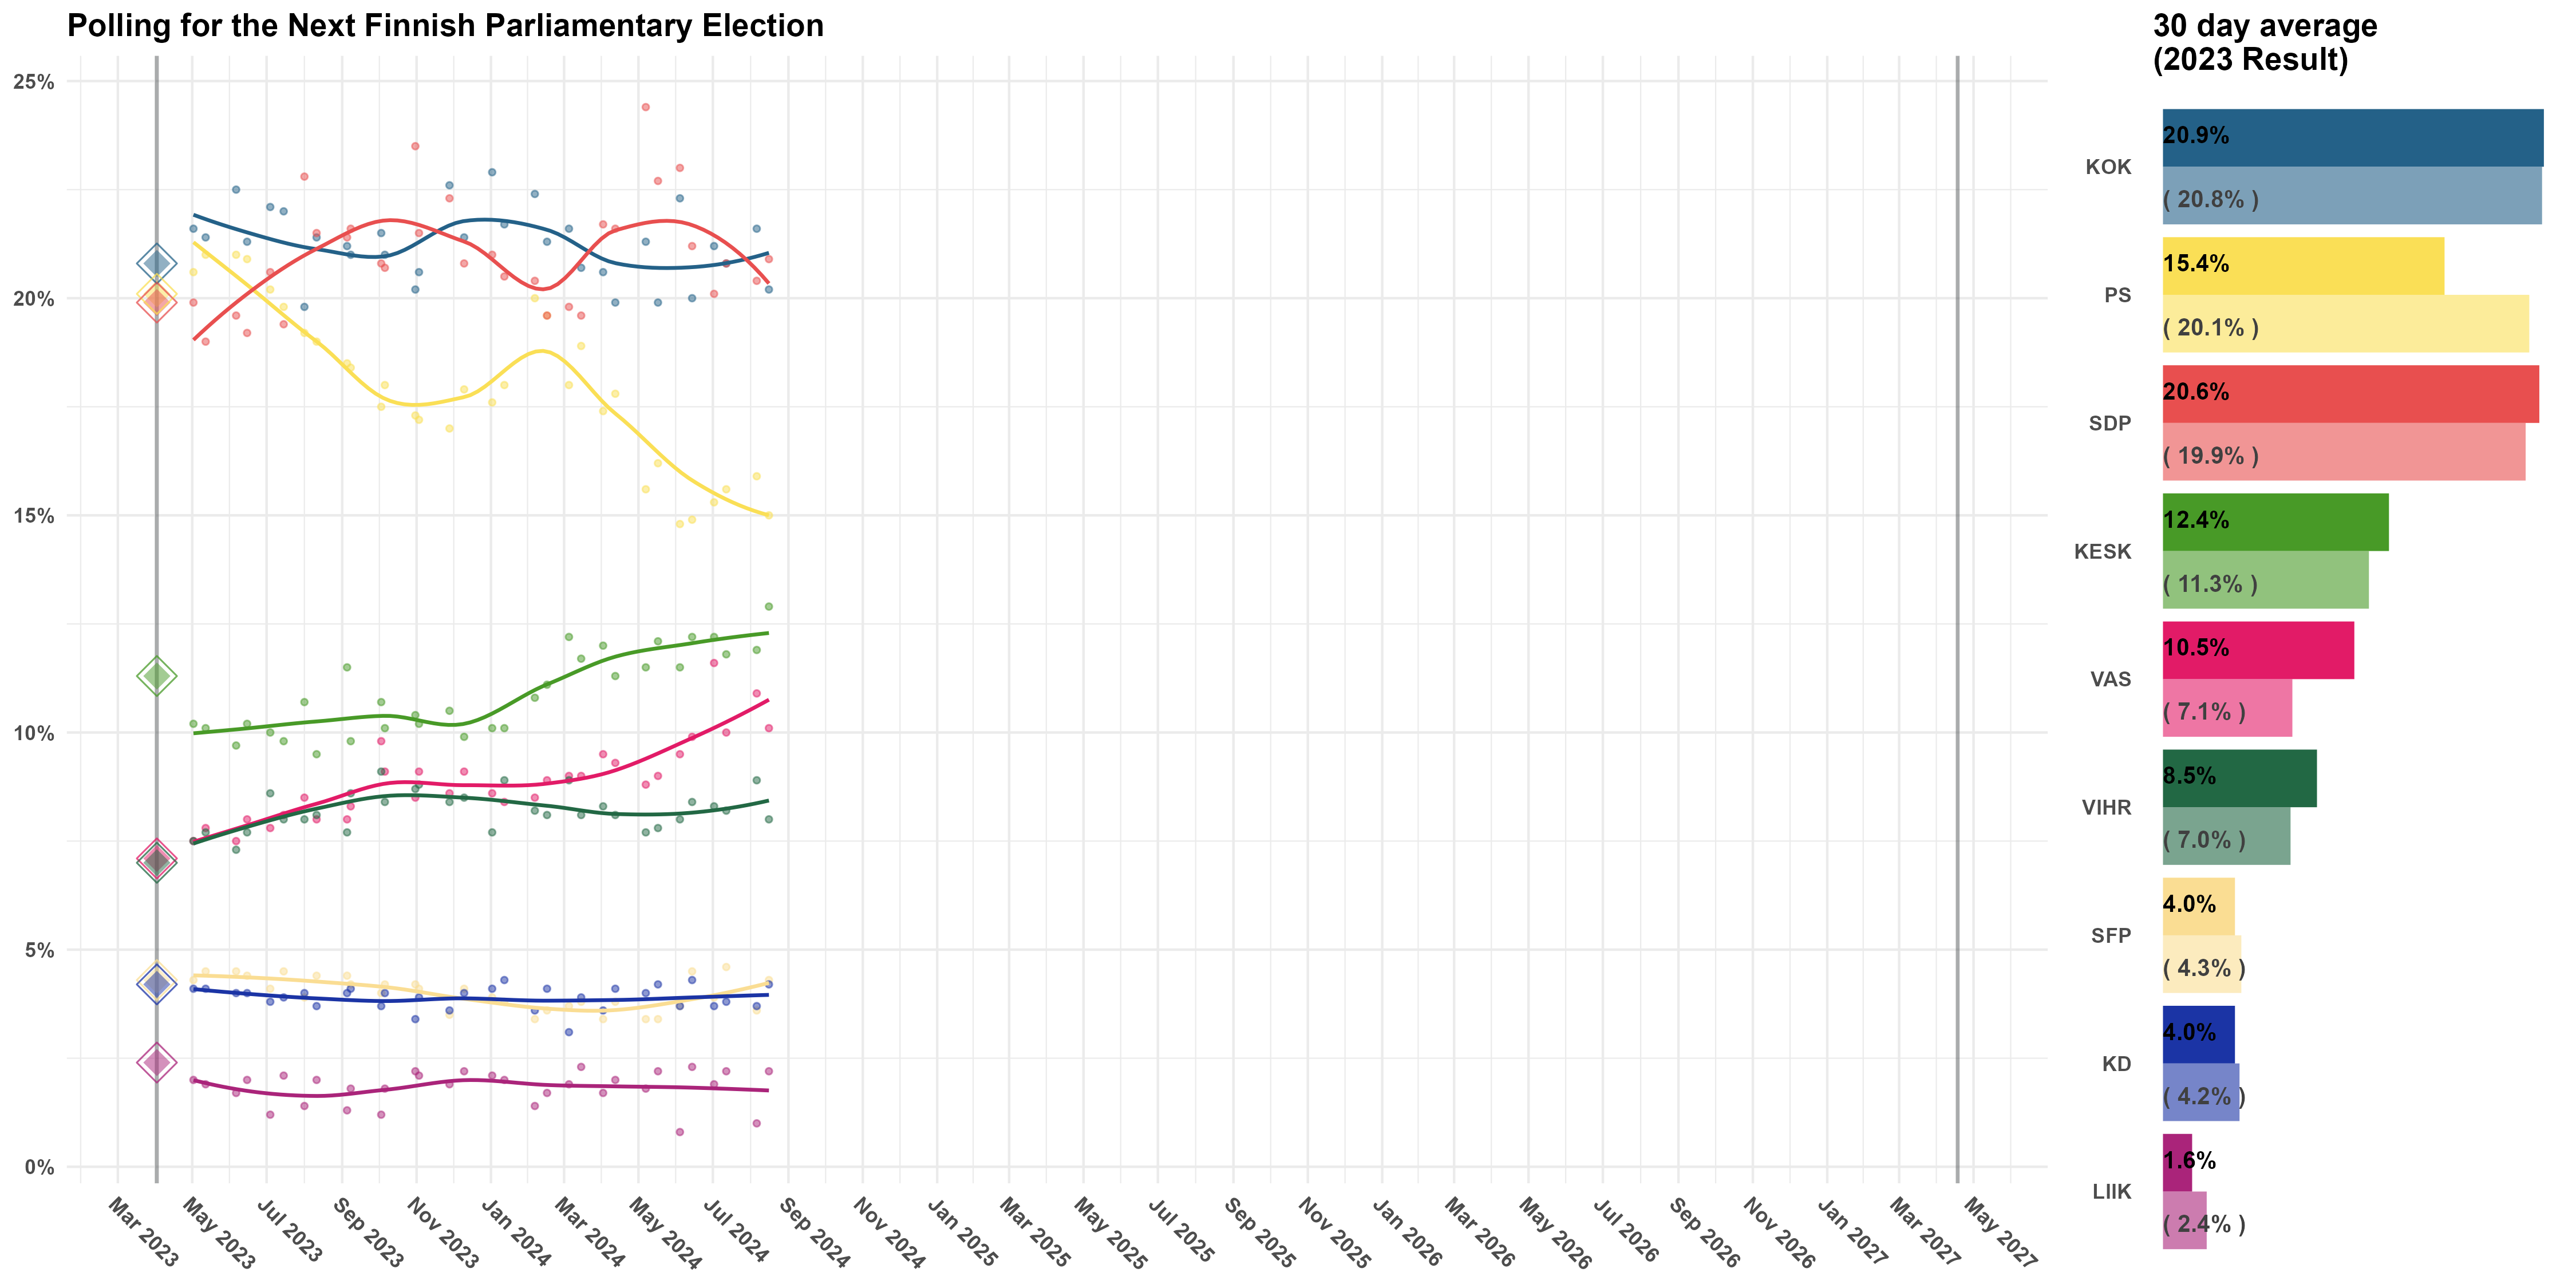 Polling for the Next Finnish Parliamentary Election
25%
20%
15%
10%
5%
0%
Mar 2023
May 2023
Jul 2023
Sep 2023
Nov 2023
Jan 2024
Mar 2024
May 2024
Jul 2024
Sep 2024
Nov 2024
Jan 2025
Mar 2025
May 2025
Jul 2025
Sep 2025
Nov 2025
Jan 2026
Mar 2026
May 2026
Jul 2026
Sep 2026
Nov 2026
Jan 2027
Mar 2027
May 2027
30 day average
(2023 Result)
KOK
20.9%
( 20.8% )
PS
15.4%
( 20.1% )
SDP
20.6%
( 19.9% )
KESK
12.4%
( 11.3% )
VAS
10.5%
( 7.1% )
VIHR
8.5%
( 7.0% )
SFP
4.0%
( 4.3% )
KD
4.0%
( 4.2% )
LIIK
1.6%
( 2.4% )